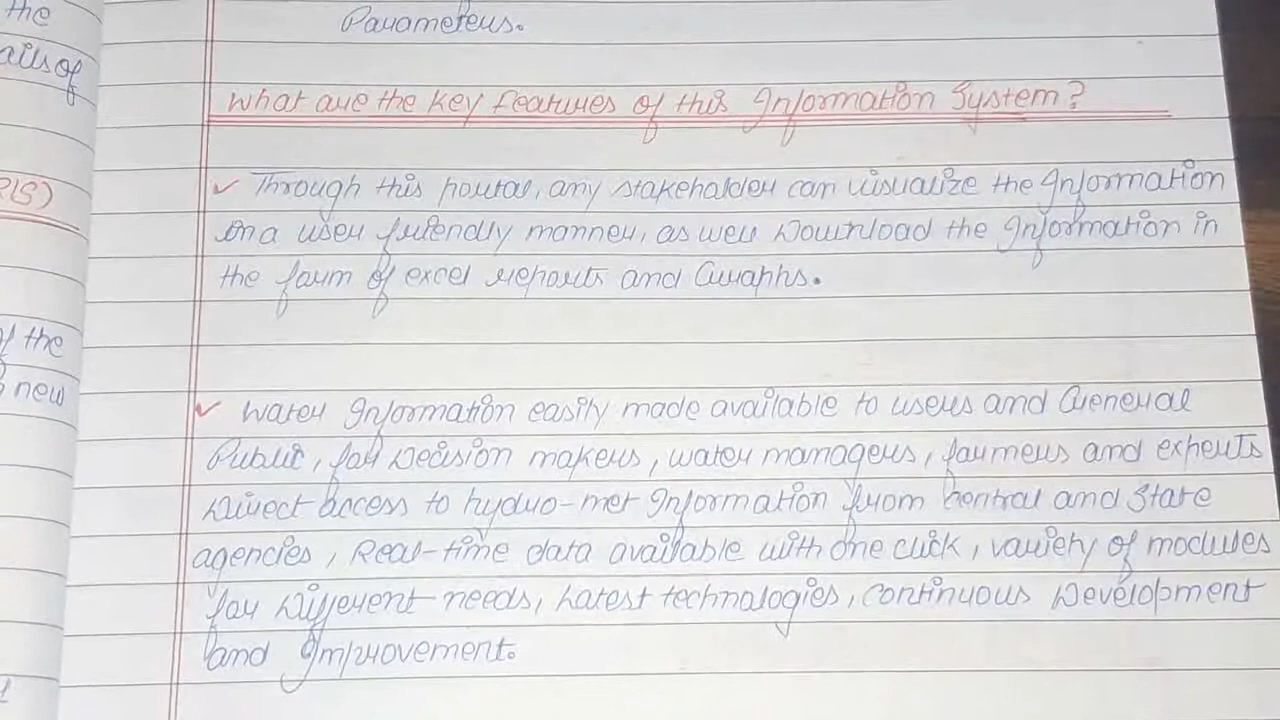 the
ails of
RIS)
of the
new
Parameters.
What are the key features of this Information System?
✓ Through this portal, any stakeholder can visualize the Information
in a user friendly manner, as well Download the Information in
the form of excel reports and Graphs.
✓ Water Information easily made available to users and General
Public, for Decision makers, water managers, farmers and experts
Direct access to hydro-met Information from Central and State
agencies, Real-time data available with one click, variety of modules
for Different needs, Latest technologies, continuous Development
and Improvement.